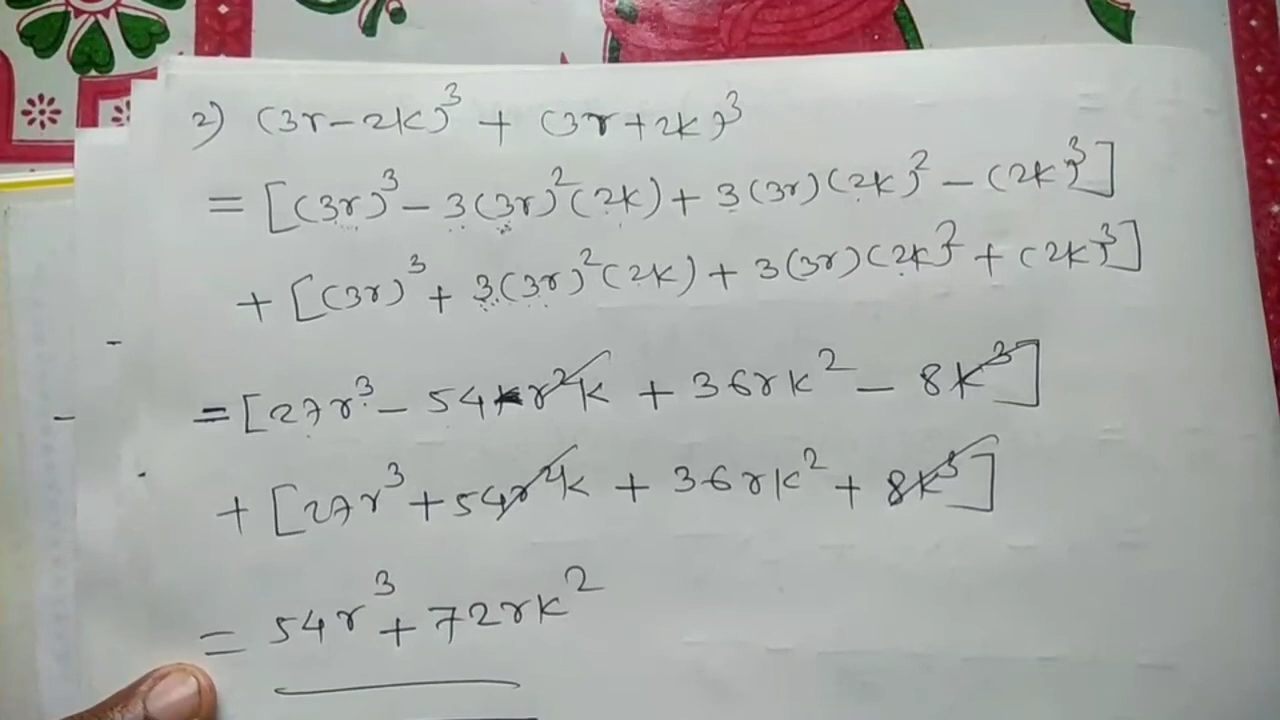 2) (3r-2k)³ + (3r+2k)³
= [(3r)³ - 3(3r)²(2k) + 3(3r)(2k)² - (2k)³]
+ [(3r)³ + 3(3r)²(2k) + 3(3r)(2k)² + (2k)³]
= [27r³ - 54r²k + 36rk² - 8k³]
+ [27r³ + 54r²k + 36rk² + 8k³]
= 54r³ + 72rk²